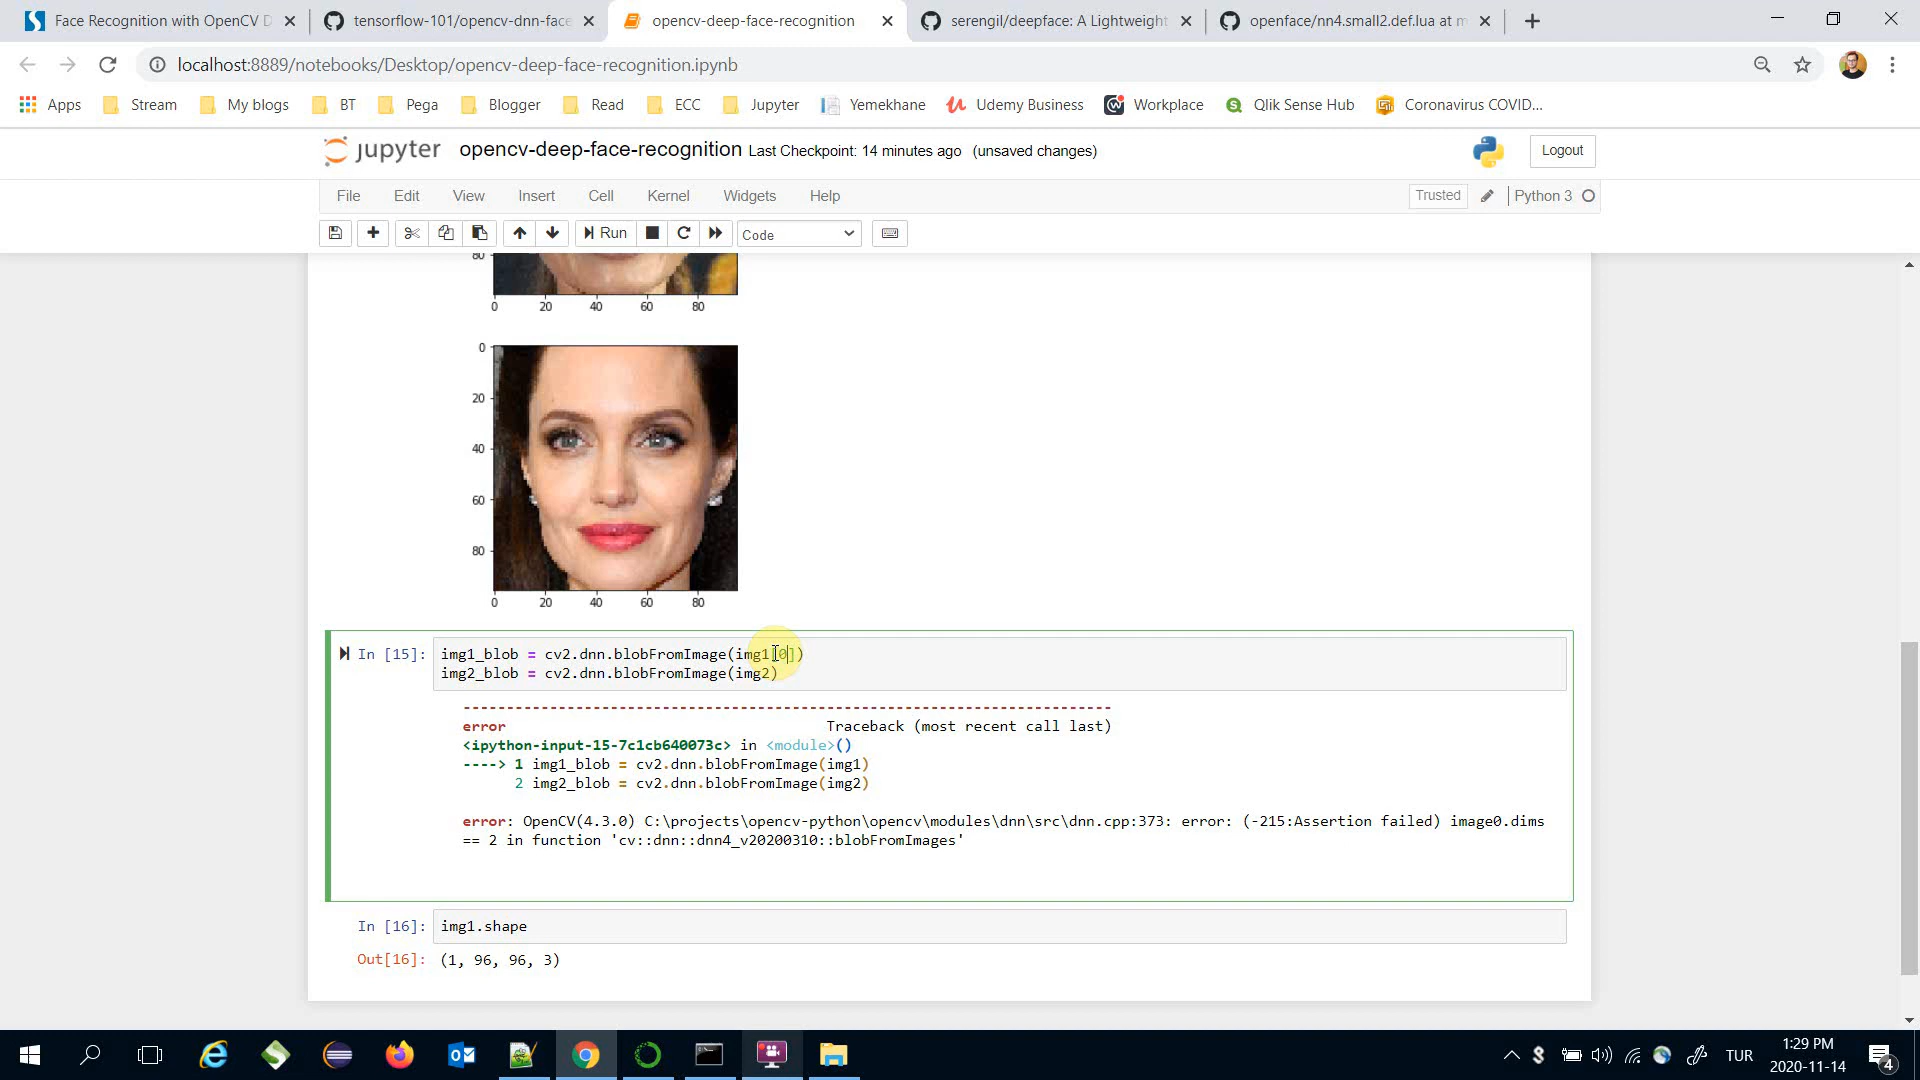 Face Recognition with OpenCV D
tensorflow-101/opencv-dnn-face
opencv-deep-face-recognition
serengil/deepface: A Lightweight
openface/nn4.small2.def.lua at m
localhost:8889/notebooks/Desktop/opencv-deep-face-recognition.ipynb
Apps Stream My blogs BT Pega Blogger Read ECC Jupyter Yemekhane Udemy Business Workplace Qlik Sense Hub Coronavirus COVID...
jupyter opencv-deep-face-recognition Last Checkpoint: 14 minutes ago (unsaved changes) Logout
File Edit View Insert Cell Kernel Widgets Help Trusted Python 3
Run Code
80
0 20 40 60 80
0
20
40
60
80
0 20 40 60 80
In [15]: img1_blob = cv2.dnn.blobFromImage(img1[0])
img2_blob = cv2.dnn.blobFromImage(img2)
---------------------------------------------------------------------------
error Traceback (most recent call last)
<ipython-input-15-7c1cb640073c> in <module>()
----> 1 img1_blob = cv2.dnn.blobFromImage(img1)
2 img2_blob = cv2.dnn.blobFromImage(img2)
error: OpenCV(4.3.0) C:\projects\opencv-python\opencv\modules\dnn\src\dnn.cpp:373: error: (-215:Assertion failed) image0.dims
== 2 in function 'cv::dnn::dnn4_v20200310::blobFromImages'
In [16]: img1.shape
Out[16]: (1, 96, 96, 3)
TUR
1:29 PM
2020-11-14
4